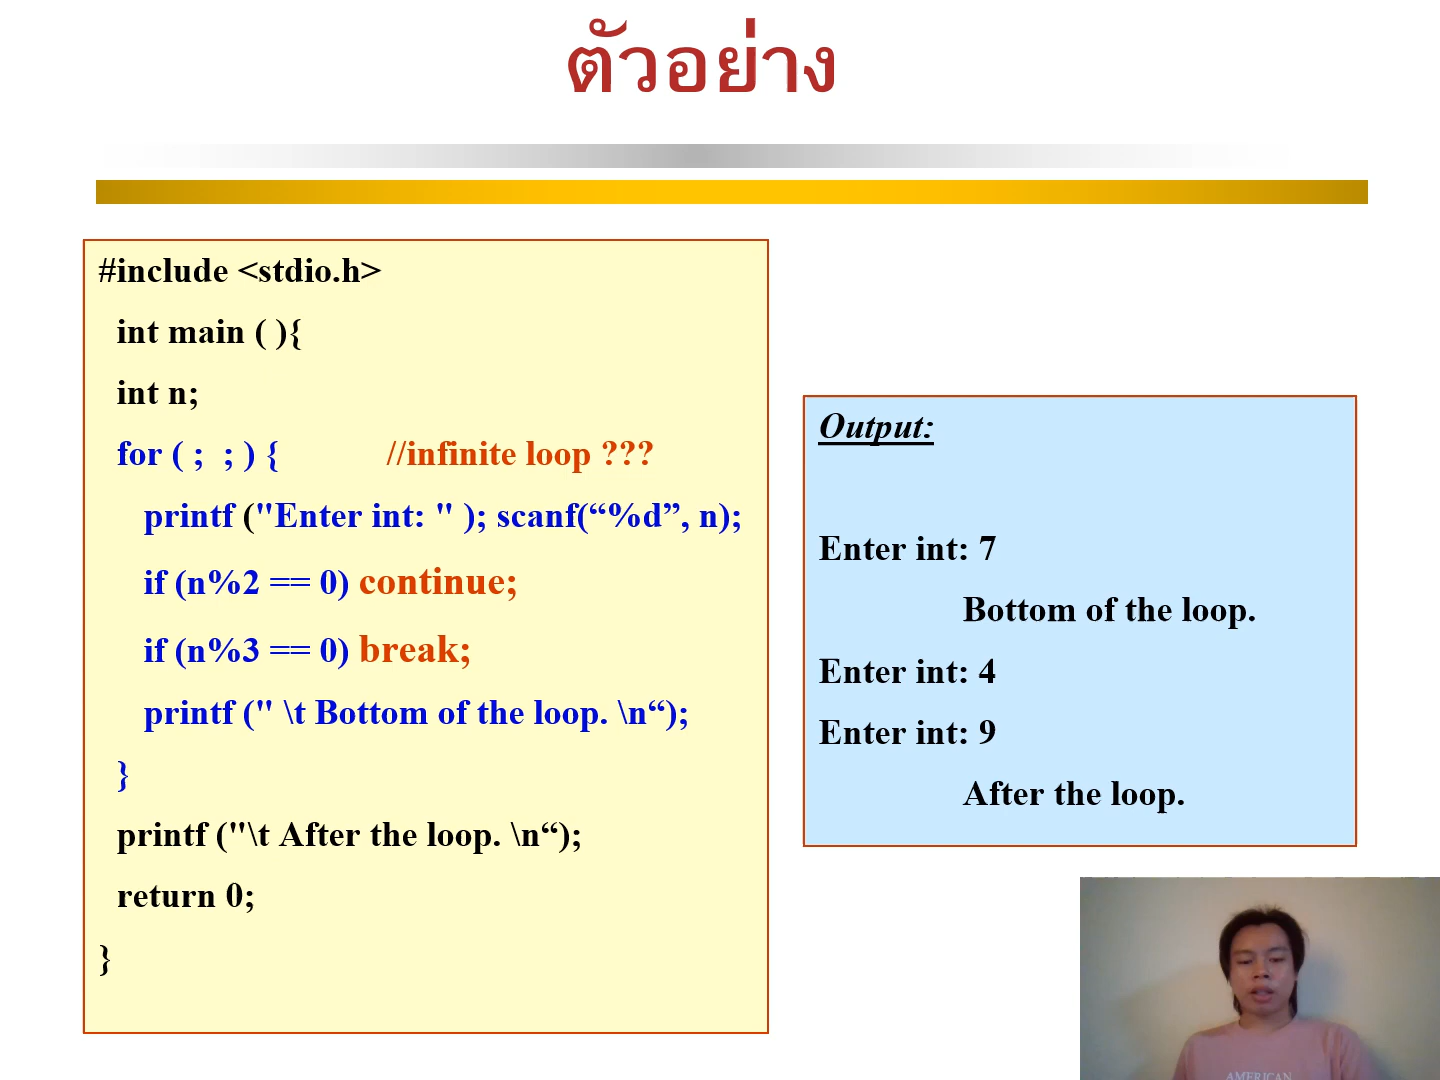 ตัวอย่าง
#include <stdio.h>
int main ( ){
int n;
for ( ;  ; ) { //infinite loop ???
printf ("Enter int: " ); scanf(“%d”, n);
if (n%2 == 0) continue;
if (n%3 == 0) break;
printf (" \t Bottom of the loop. \n“);
}
printf ("\t After the loop. \n“);
return 0;
}
Output:
Enter int: 7
Bottom of the loop.
Enter int: 4
Enter int: 9
After the loop.
AMERICAN